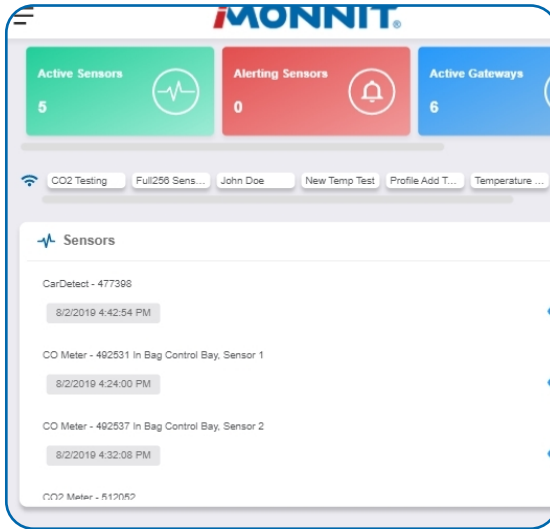 iMONNIT®
Active Sensors
5
Alerting Sensors
0
Active Gateways
6
CO2 Testing
Full256 Sens...
John Doe
New Temp Test
Profile Add T...
Temperature ...
Sensors
CarDetect - 477398
8/2/2019 4:42:54 PM
CO Meter - 492531 In Bag Control Bay, Sensor 1
8/2/2019 4:24:00 PM
CO Meter - 492537 In Bag Control Bay, Sensor 2
8/2/2019 4:32:08 PM
CO2 Meter - 512052